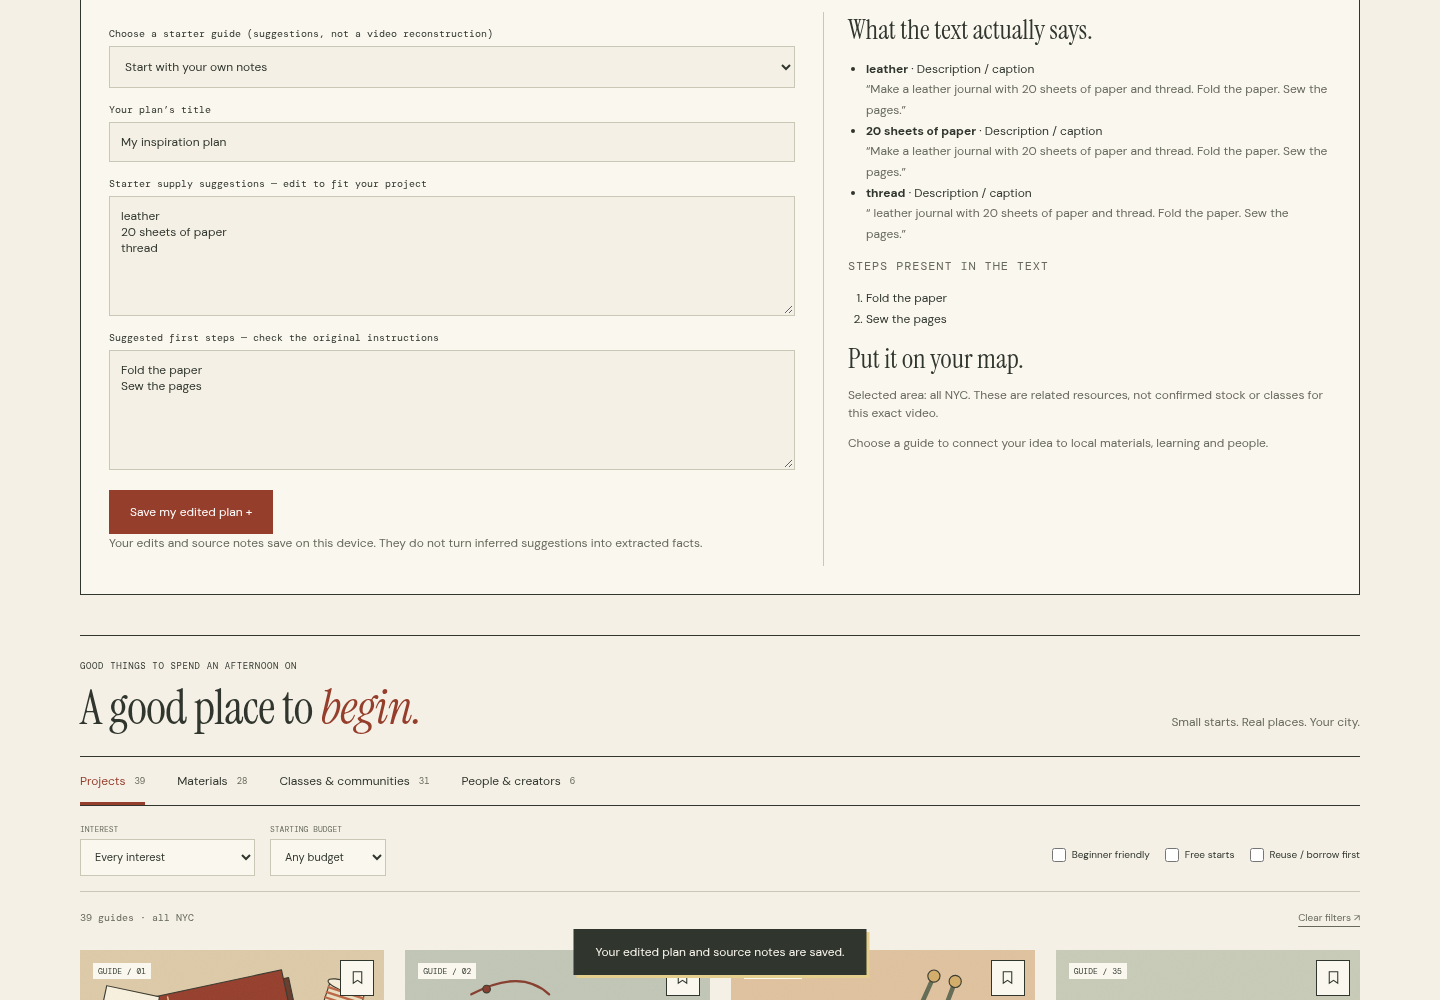 Choose a starter guide (suggestions, not a video reconstruction)
Start with your own notes
Your plan’s title
My inspiration plan
Starter supply suggestions — edit to fit your project
leather
20 sheets of paper
thread
Suggested first steps — check the original instructions
Fold the paper
Sew the pages
Save my edited plan +
Your edits and source notes save on this device. They do not turn inferred suggestions into extracted facts.
What the text actually says.
leather · Description / caption
“Make a leather journal with 20 sheets of paper and thread. Fold the paper. Sew the
pages.”
20 sheets of paper · Description / caption
“Make a leather journal with 20 sheets of paper and thread. Fold the paper. Sew the
pages.”
thread · Description / caption
“ leather journal with 20 sheets of paper and thread. Fold the paper. Sew the
pages.”
STEPS PRESENT IN THE TEXT
1. Fold the paper
2. Sew the pages
Put it on your map.
Selected area: all NYC. These are related resources, not confirmed stock or classes for
this exact video.
Choose a guide to connect your idea to local materials, learning and people.
GOOD THINGS TO SPEND AN AFTERNOON ON
A good place to begin.
Small starts. Real places. Your city.
Projects 39 Materials 28 Classes & communities 31 People & creators 6
INTEREST STARTING BUDGET
Every interest Any budget Beginner friendly Free starts Reuse / borrow first
39 guides · all NYC Clear filters ↗
Your edited plan and source notes are saved.
GUIDE / 01 GUIDE / 02 GUIDE / 35